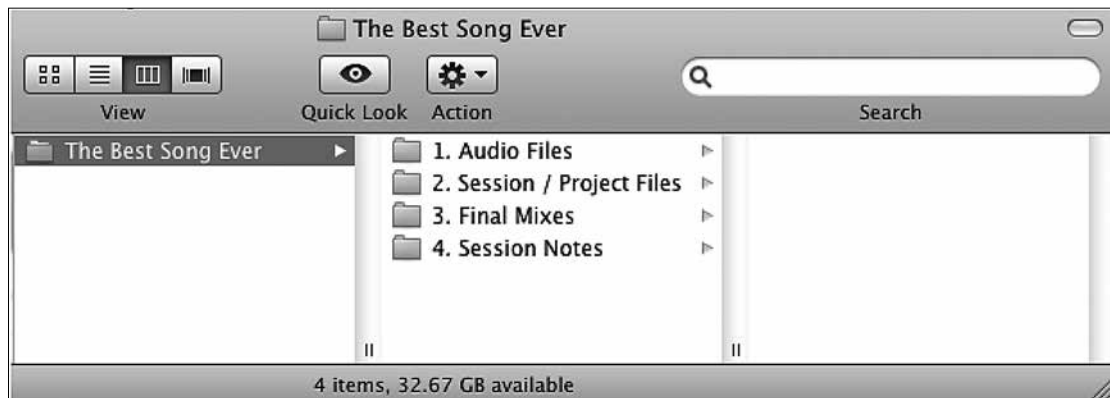 The Best Song Ever
View Quick Look Action Search
The Best Song Ever
1. Audio Files
2. Session / Project Files
3. Final Mixes
4. Session Notes
4 items, 32.67 GB available